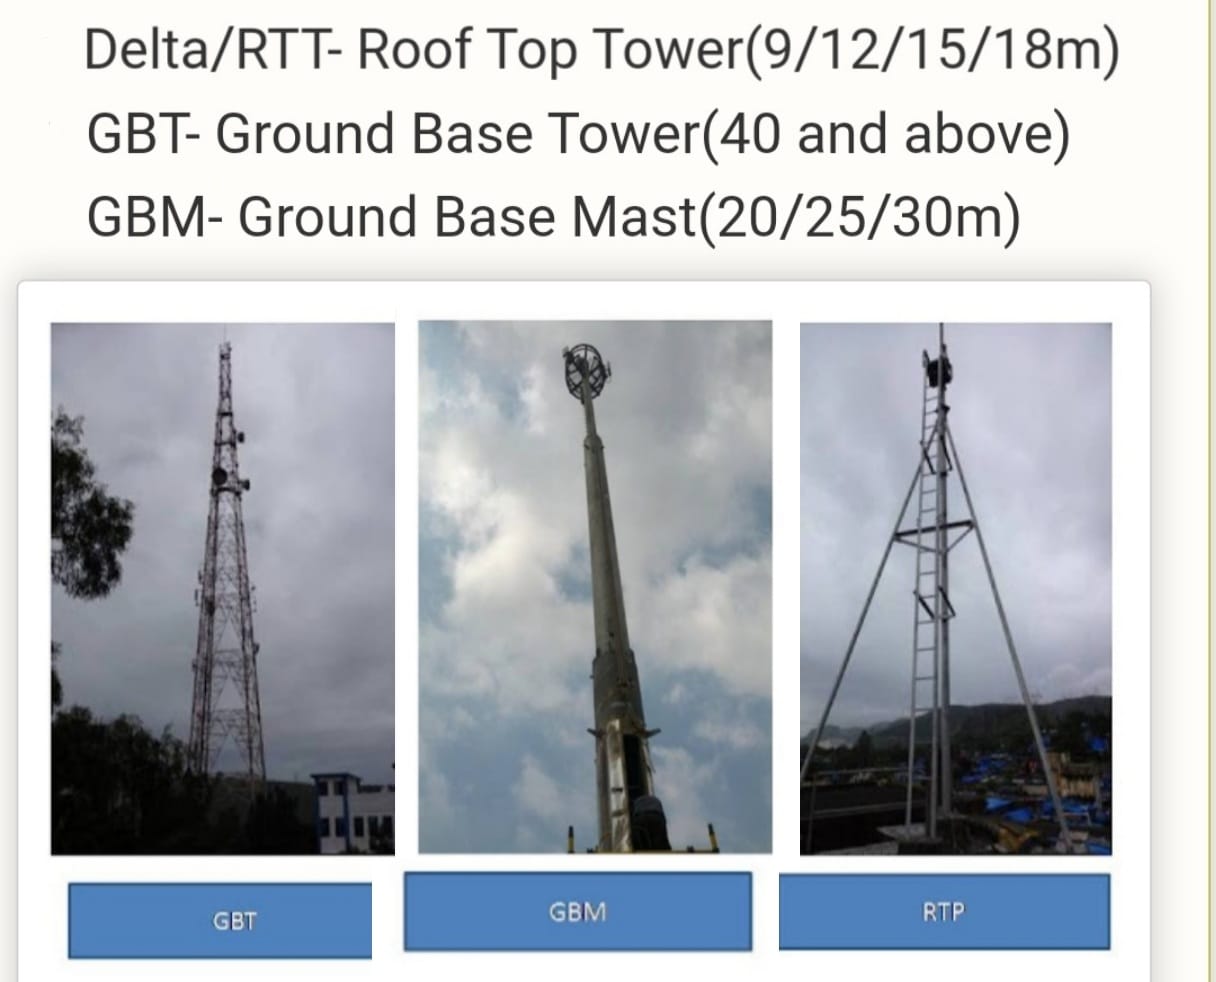 Delta/RTT- Roof Top Tower(9/12/15/18m)
GBT- Ground Base Tower(40 and above)
GBM- Ground Base Mast(20/25/30m)
GBT
GBM
RTP